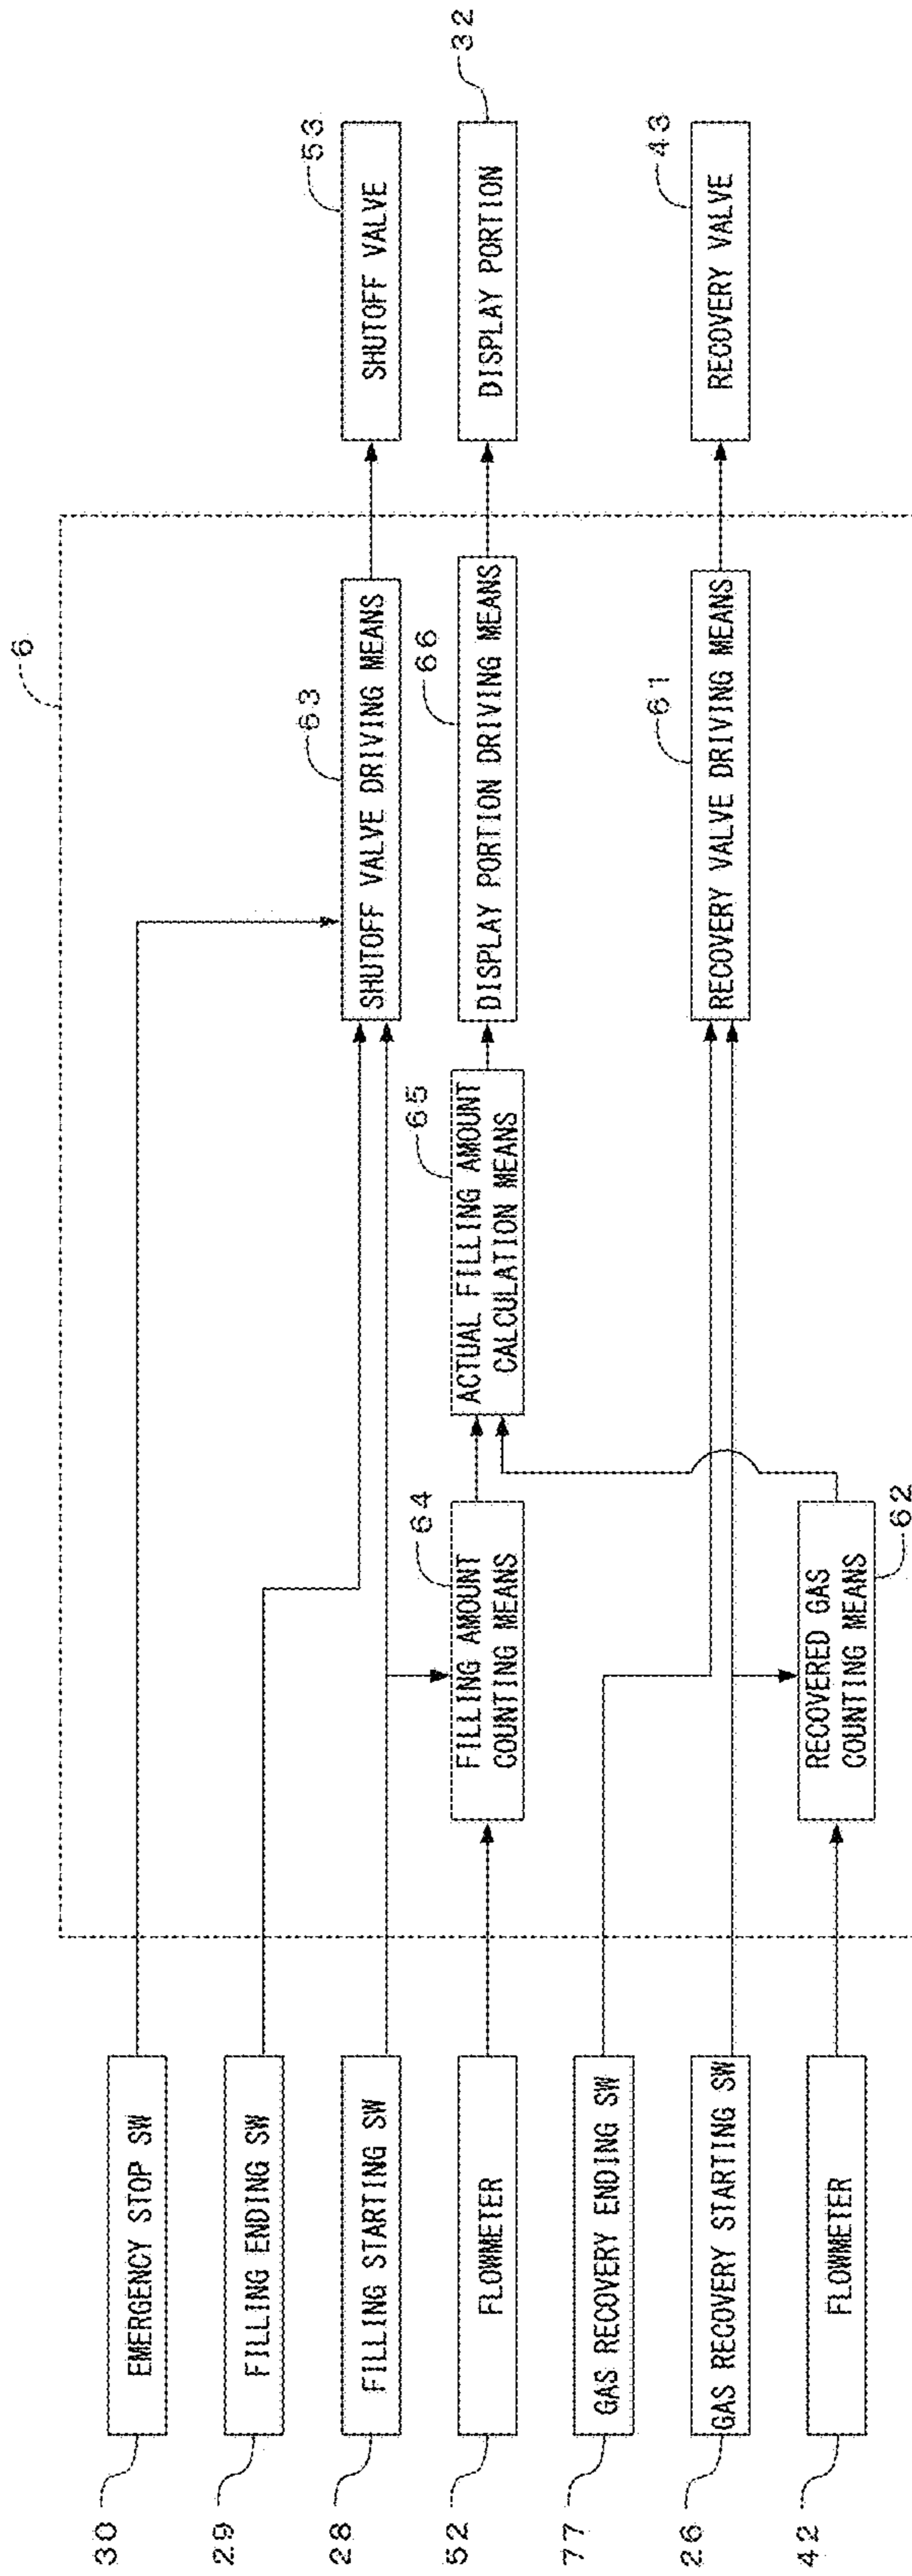 6
30
EMERGENCY STOP SW
29
FILLING ENDING SW
28
FILLING STARTING SW
63
SHUTOFF VALVE DRIVING MEANS
53
SHUTOFF VALVE
52
FLOWMETER
64
FILLING AMOUNT
COUNTING MEANS
65
ACTUAL FILLING AMOUNT
CALCULATION MEANS
66
DISPLAY PORTION DRIVING MEANS
32
DISPLAY PORTION
77
GAS RECOVERY ENDING SW
26
GAS RECOVERY STARTING SW
61
RECOVERY VALVE DRIVING MEANS
43
RECOVERY VALVE
42
FLOWMETER
62
RECOVERED GAS
COUNTING MEANS